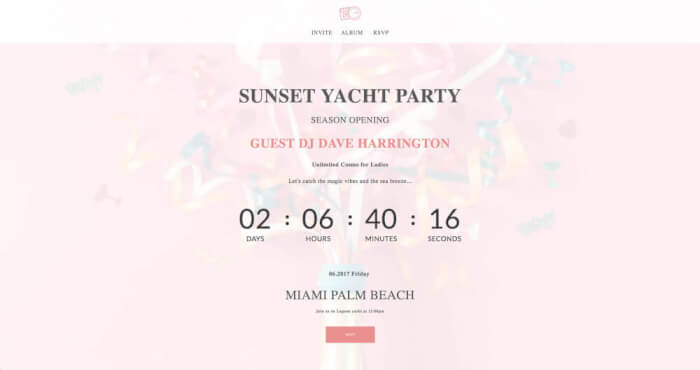 INVITE ALBUM RSVP
SUNSET YACHT PARTY
SEASON OPENING
GUEST DJ DAVE HARRINGTON
Unlimited Cosmo for Ladies
Let's catch the magic vibes and the sea breeze...
02 : 06 : 40 : 16
DAYS HOURS MINUTES SECONDS
06.2017 Friday
MIAMI PALM BEACH
Join us on Lagoon yacht at 11:00pm